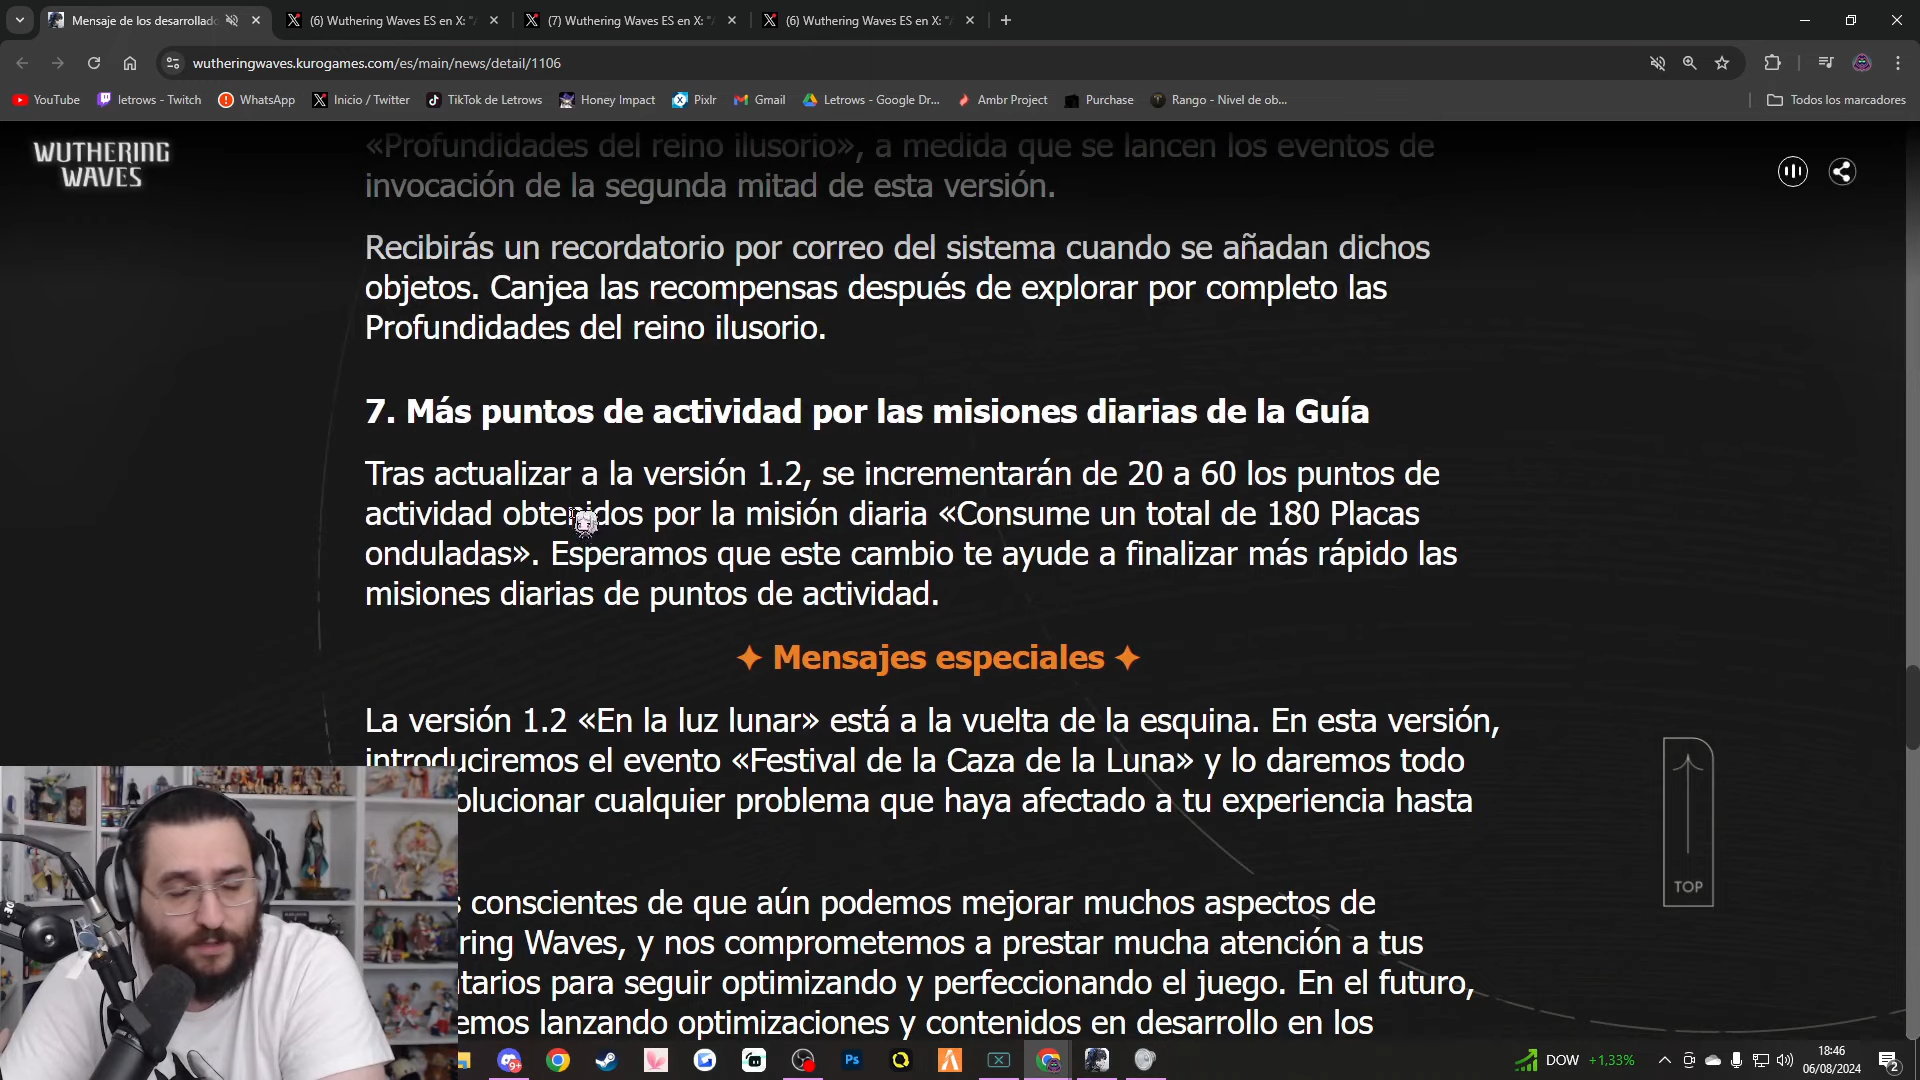 Mensaje de los desarrollad
(6) Wuthering Waves ES en X: "
(7) Wuthering Waves ES en X: "
(6) Wuthering Waves ES en X: "
wutheringwaves.kurogames.com/es/main/news/detail/1106
YouTube
letrows - Twitch
WhatsApp
Inicio / Twitter
TikTok de Letrows
Honey Impact
Pixlr
Gmail
Letrows - Google Dr...
Ambr Project
Purchase
Rango - Nivel de ob...
Todos los marcadores
WUTHERING
WAVES
«Profundidades del reino ilusorio», a medida que se lancen los eventos de
invocación de la segunda mitad de esta versión.
Recibirás un recordatorio por correo del sistema cuando se añadan dichos
objetos. Canjea las recompensas después de explorar por completo las
Profundidades del reino ilusorio.
7. Más puntos de actividad por las misiones diarias de la Guía
Tras actualizar a la versión 1.2, se incrementarán de 20 a 60 los puntos de
actividad obtenidos por la misión diaria «Consume un total de 180 Placas
onduladas». Esperamos que este cambio te ayude a finalizar más rápido las
misiones diarias de puntos de actividad.
✦ Mensajes especiales ✦
La versión 1.2 «En la luz lunar» está a la vuelta de la esquina. En esta versión,
introduciremos el evento «Festival de la Caza de la Luna» y lo daremos todo
olucionar cualquier problema que haya afectado a tu experiencia hasta
conscientes de que aún podemos mejorar muchos aspectos de
ring Waves, y nos comprometemos a prestar mucha atención a tus
tarios para seguir optimizando y perfeccionando el juego. En el futuro,
emos lanzando optimizaciones y contenidos en desarrollo en los
TOP
DOW +1,33%
18:46
06/08/2024
2